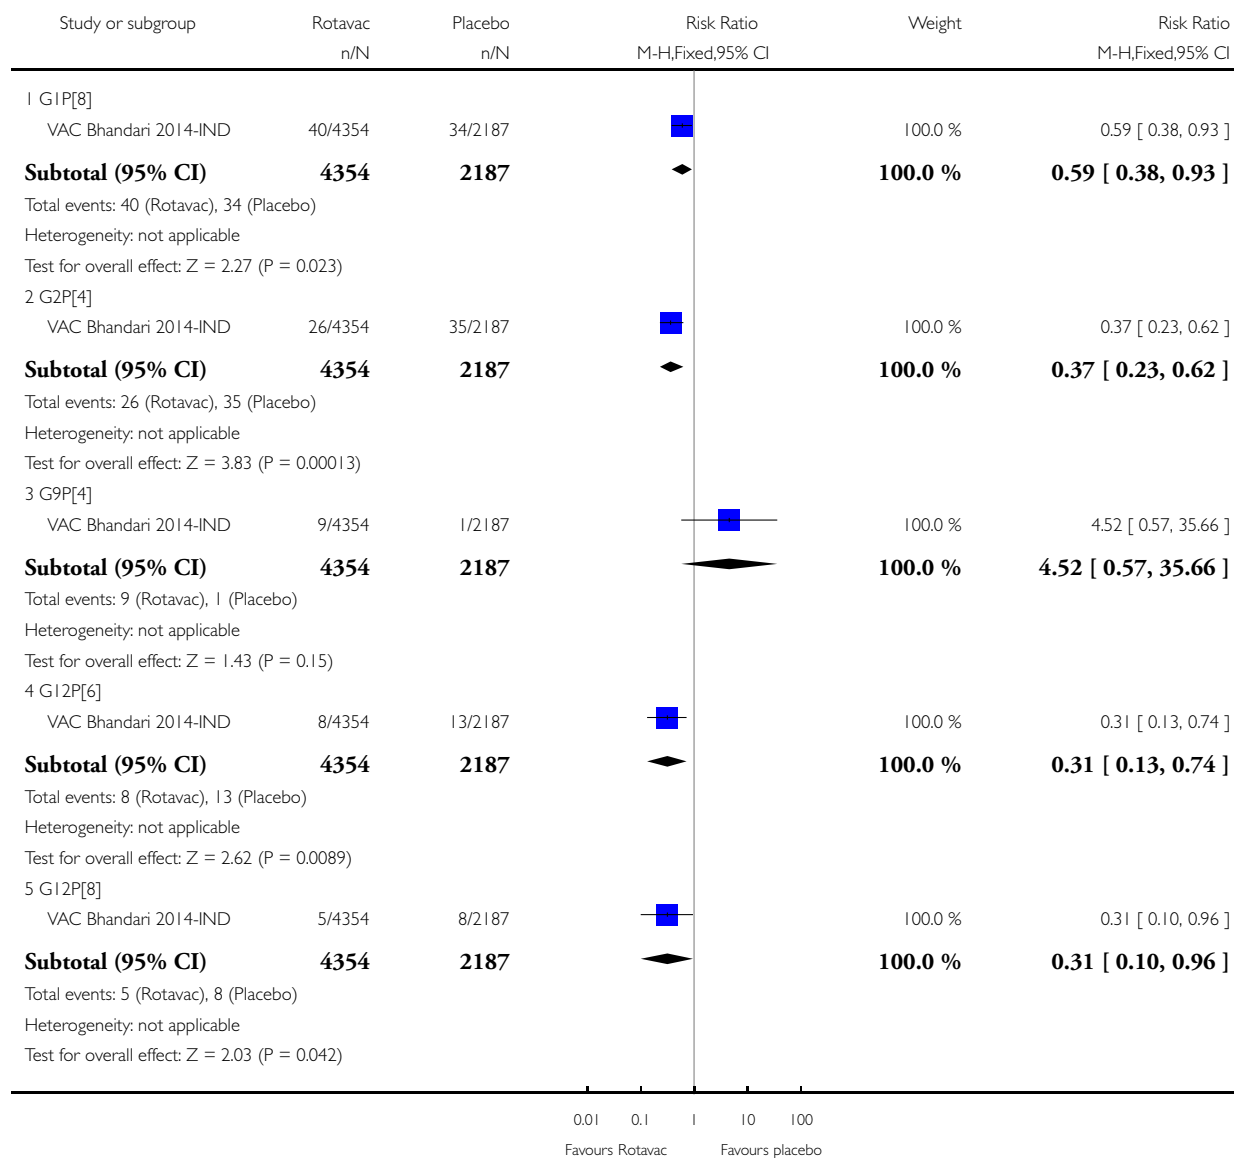 Study or subgroup Rotavac Placebo Risk Ratio Weight Risk Ratio
n/N n/N M-H,Fixed,95% CI M-H,Fixed,95% CI
1 G1P[8]
VAC Bhandari 2014-IND 40/4354 34/2187 100.0 % 0.59 [ 0.38, 0.93 ]
Subtotal (95% CI) 4354 2187 100.0 % 0.59 [ 0.38, 0.93 ]
Total events: 40 (Rotavac), 34 (Placebo)
Heterogeneity: not applicable
Test for overall effect: Z = 2.27 (P = 0.023)
2 G2P[4]
VAC Bhandari 2014-IND 26/4354 35/2187 100.0 % 0.37 [ 0.23, 0.62 ]
Subtotal (95% CI) 4354 2187 100.0 % 0.37 [ 0.23, 0.62 ]
Total events: 26 (Rotavac), 35 (Placebo)
Heterogeneity: not applicable
Test for overall effect: Z = 3.83 (P = 0.00013)
3 G9P[4]
VAC Bhandari 2014-IND 9/4354 1/2187 100.0 % 4.52 [ 0.57, 35.66 ]
Subtotal (95% CI) 4354 2187 100.0 % 4.52 [ 0.57, 35.66 ]
Total events: 9 (Rotavac), 1 (Placebo)
Heterogeneity: not applicable
Test for overall effect: Z = 1.43 (P = 0.15)
4 G12P[6]
VAC Bhandari 2014-IND 8/4354 13/2187 100.0 % 0.31 [ 0.13, 0.74 ]
Subtotal (95% CI) 4354 2187 100.0 % 0.31 [ 0.13, 0.74 ]
Total events: 8 (Rotavac), 13 (Placebo)
Heterogeneity: not applicable
Test for overall effect: Z = 2.62 (P = 0.0089)
5 G12P[8]
VAC Bhandari 2014-IND 5/4354 8/2187 100.0 % 0.31 [ 0.10, 0.96 ]
Subtotal (95% CI) 4354 2187 100.0 % 0.31 [ 0.10, 0.96 ]
Total events: 5 (Rotavac), 8 (Placebo)
Heterogeneity: not applicable
Test for overall effect: Z = 2.03 (P = 0.042)
0.01 0.1 1 10 100
Favours Rotavac Favours placebo